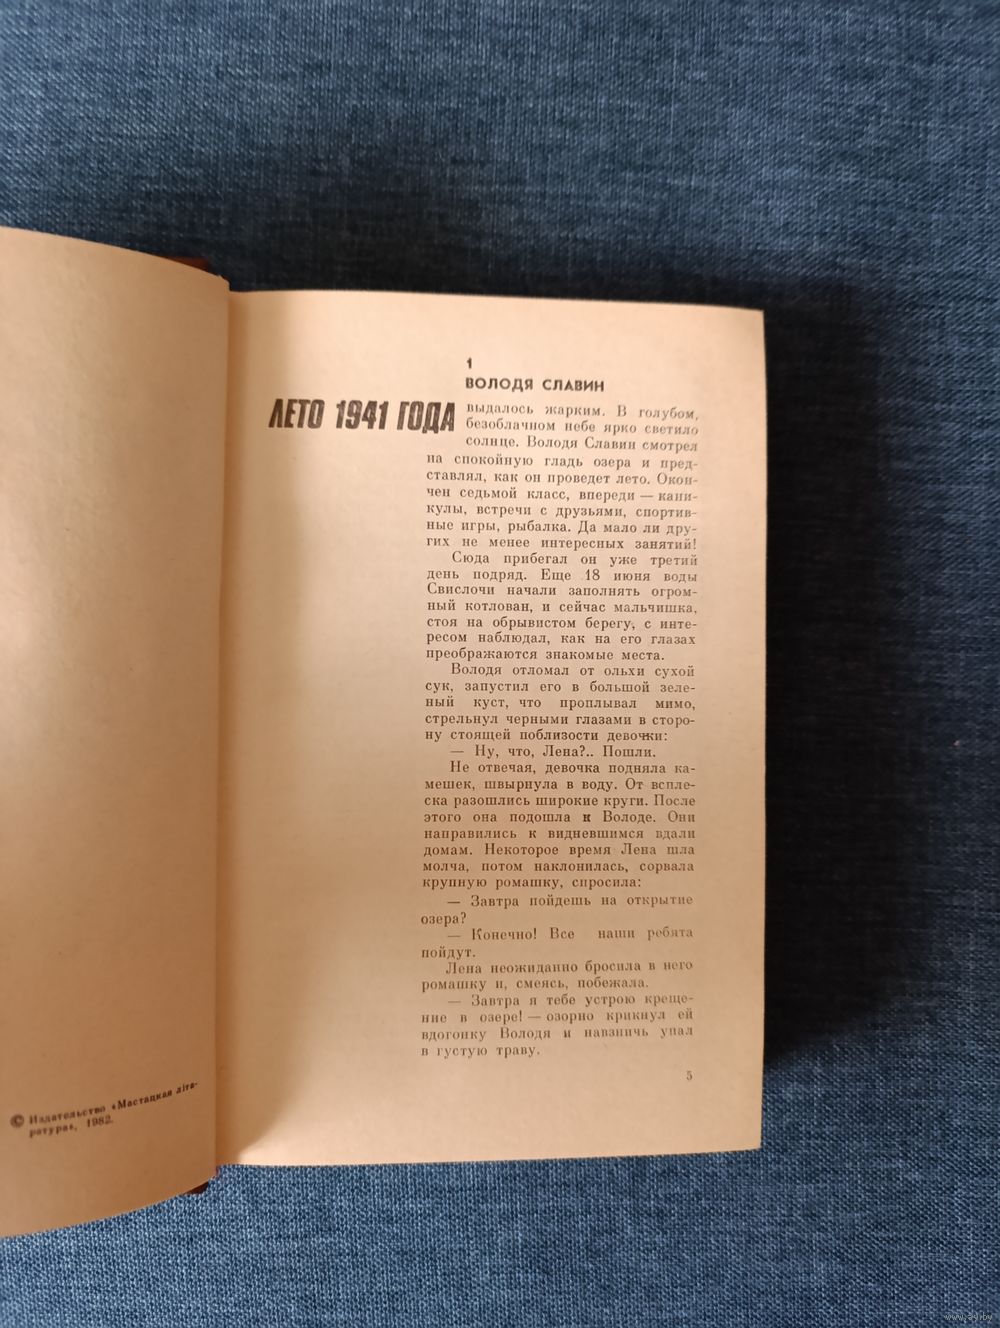 © Издательство «Мастацкая літа-
ратура», 1982.
1
ВОЛОДЯ СЛАВИН
ЛЕТО 1941 ГОДА выдалось жарким. В голубом,
безоблачном небе ярко светило
солнце. Володя Славин смотрел
на спокойную гладь озера и пред-
ставлял, как он проведет лето. Окон-
чен седьмой класс, впереди — кани-
кулы, встречи с друзьями, спортив-
ные игры, рыбалка. Да мало ли дру-
гих не менее интересных занятий!
Сюда прибегал он уже третий
день подряд. Еще 18 июня воды
Свислочи начали заполнять огром-
ный котлован, и сейчас мальчишка,
стоя на обрывистом берегу, с инте-
ресом наблюдал, как на его глазах
преображаются знакомые места.
Володя отломал от ольхи сухой
сук, запустил его в большой зеле-
ный куст, что проплывал мимо,
стрельнул черными глазами в сторо-
ну стоящей поблизости девочки:
— Ну, что, Лена?.. Пошли.
Не отвечая, девочка подняла ка-
мешек, швырнула в воду. От всплес-
ка разошлись широкие круги. После
этого она подошла к Володе. Они
направились к видневшимся вдали
домам. Некоторое время Лена шла
молча, потом наклонилась, сорвала
крупную ромашку, спросила:
— Завтра пойдешь на открытие
озера?
— Конечно! Все наши ребята
пойдут.
Лена неожиданно бросила в него
ромашку и, смеясь, побежала.
— Завтра я тебе устрою креще-
ние в озере! — озорно крикнул ей
вдогонку Володя и навзничь упал
в густую траву.
5
www.ay.by